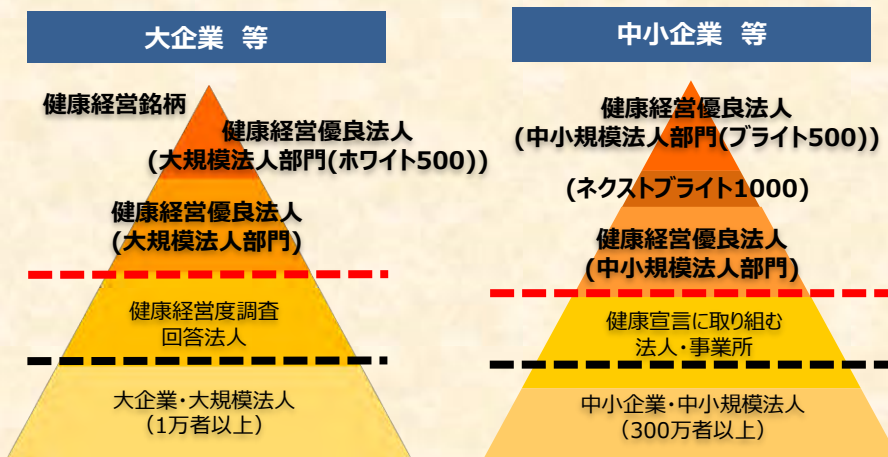 大企業 等
健康経営銘柄
健康経営優良法人
(大規模法人部門(ホワイト500))
健康経営優良法人
(大規模法人部門)
健康経営度調査
回答法人
大企業・大規模法人
（1万者以上）
中小企業 等
健康経営優良法人
(中小規模法人部門(ブライト500))
(ネクストブライト1000)
健康経営優良法人
(中小規模法人部門)
健康宣言に取り組む
法人・事業所
中小企業・中小規模法人
（300万者以上）